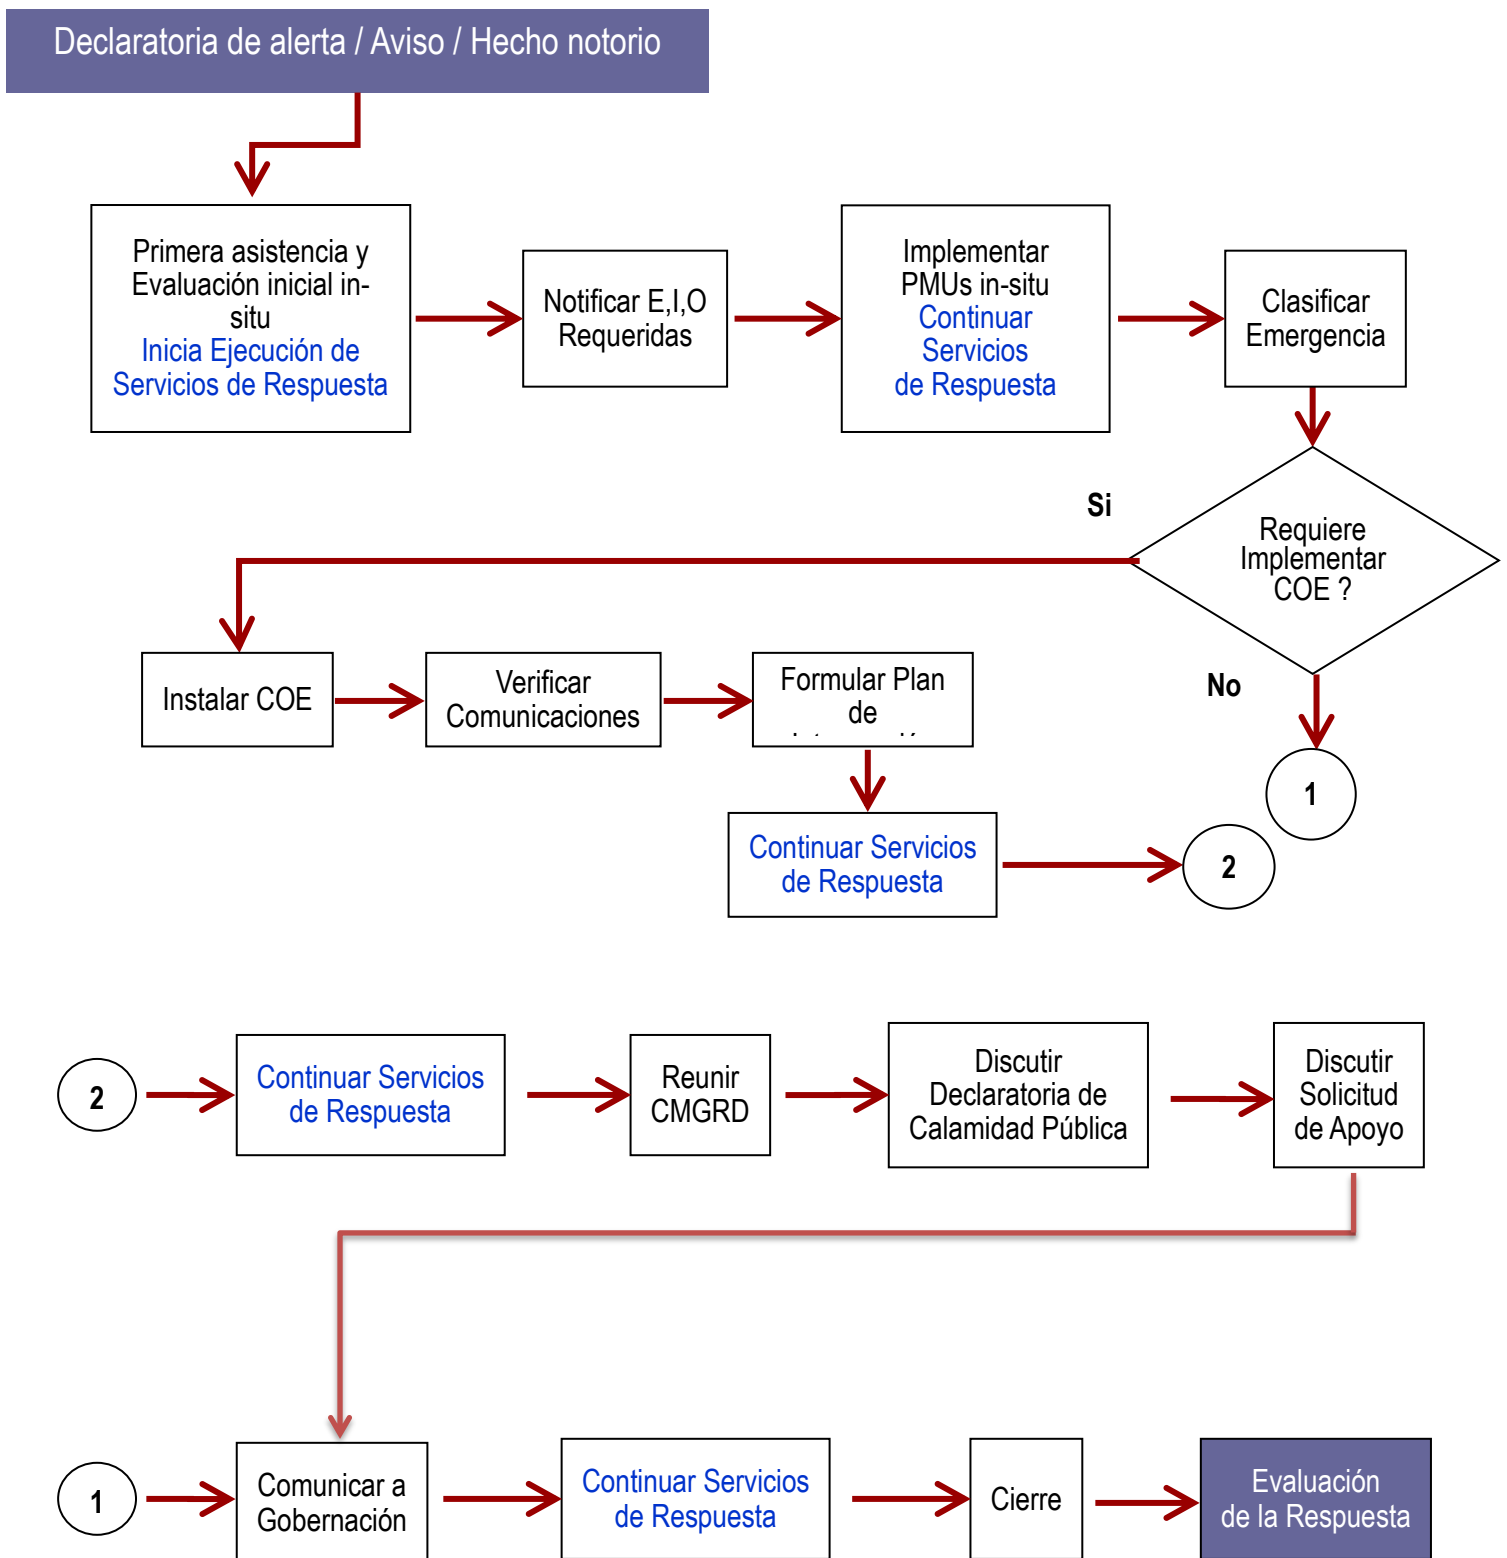 Declaratoria de alerta / Aviso / Hecho notorio
Primera asistencia y
Evaluación inicial in-
situ
Inicia Ejecución de
Servicios de Respuesta
Notificar E,I,O
Requeridas
Implementar
PMUs in-situ
Continuar
Servicios
de Respuesta
Clasificar
Emergencia
Si
Requiere
Implementar
COE ?
No
Instalar COE
Verificar
Comunicaciones
Formular Plan
de
1
Continuar Servicios
de Respuesta
2
2
Continuar Servicios
de Respuesta
Reunir
CMGRD
Discutir
Declaratoria de
Calamidad Pública
Discutir
Solicitud
de Apoyo
1
Comunicar a
Gobernación
Continuar Servicios
de Respuesta
Cierre
Evaluación
de la Respuesta